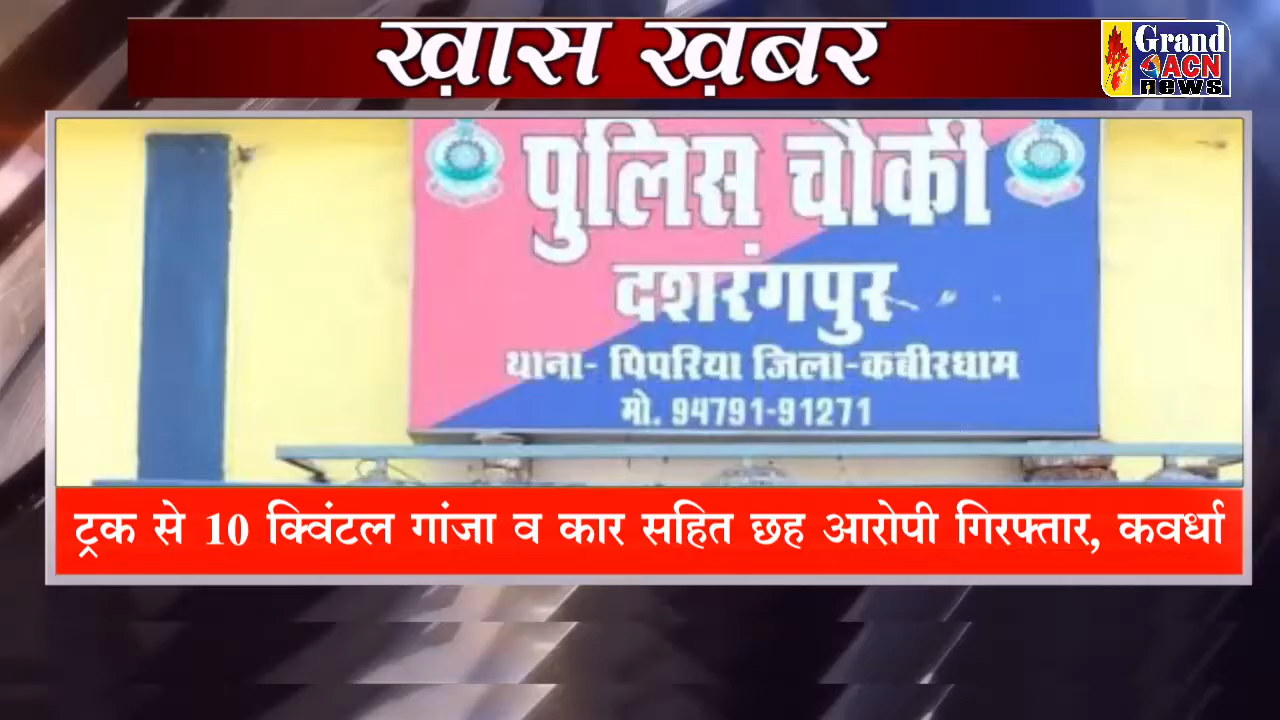 ख़ास ख़बर
Grand
ACN
news
पुलिस चौकी
दशरंगपुर
थाना- पिपरिया जिला-कबीरधाम
मो. 94791-91271
ट्रक से 10 क्विंटल गांजा व कार सहित छह आरोपी गिरफ्तार, कवर्धा